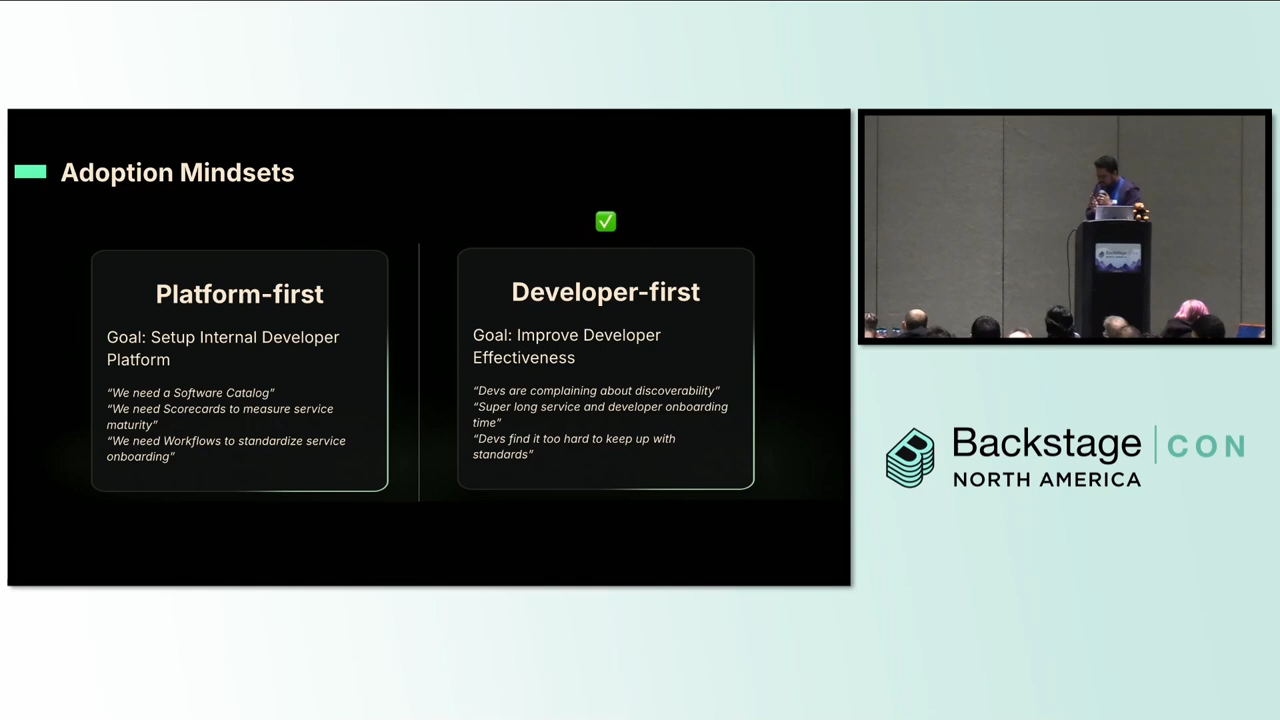 Adoption Mindsets
Platform-first
Goal: Setup Internal Developer
Platform
“We need a Software Catalog”
“We need Scorecards to measure service
maturity”
“We need Workflows to standardize service
onboarding”
✅
Developer-first
Goal: Improve Developer
Effectiveness
“Devs are complaining about discoverability”
“Super long service and developer onboarding
time”
“Devs find it too hard to keep up with
standards”
Backstage
Backstage | CON
NORTH AMERICA